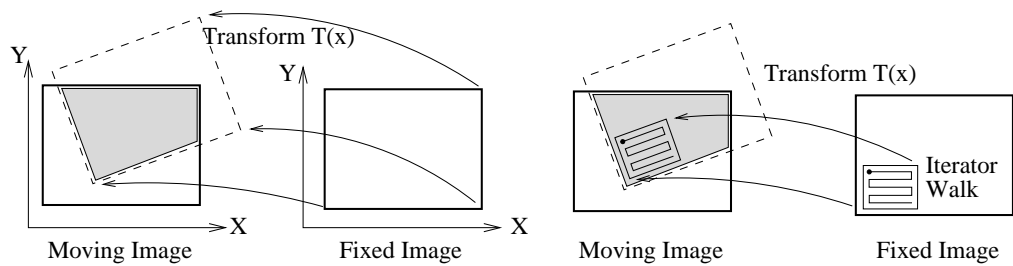 Y
Transform T(x)
Y
X
X
Moving Image
Fixed Image
Transform T(x)
Iterator
Walk
Moving Image
Fixed Image